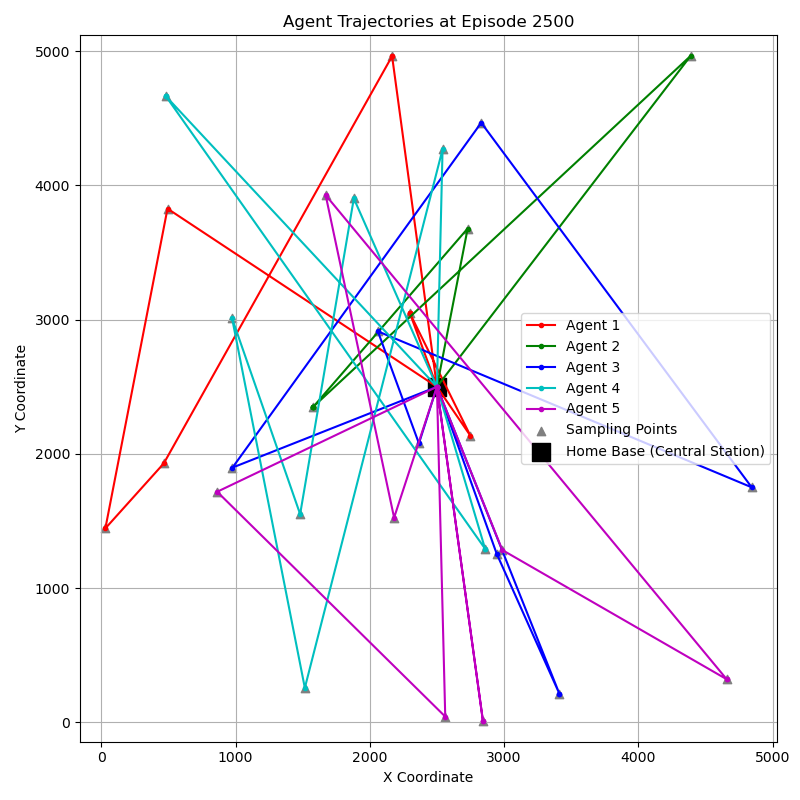 Agent Trajectories at Episode 2500
Y Coordinate
5000
4000
3000
2000
1000
0
Agent 1
Agent 2
Agent 3
Agent 4
Agent 5
Sampling Points
Home Base (Central Station)
0 1000 2000 3000 4000 5000
X Coordinate